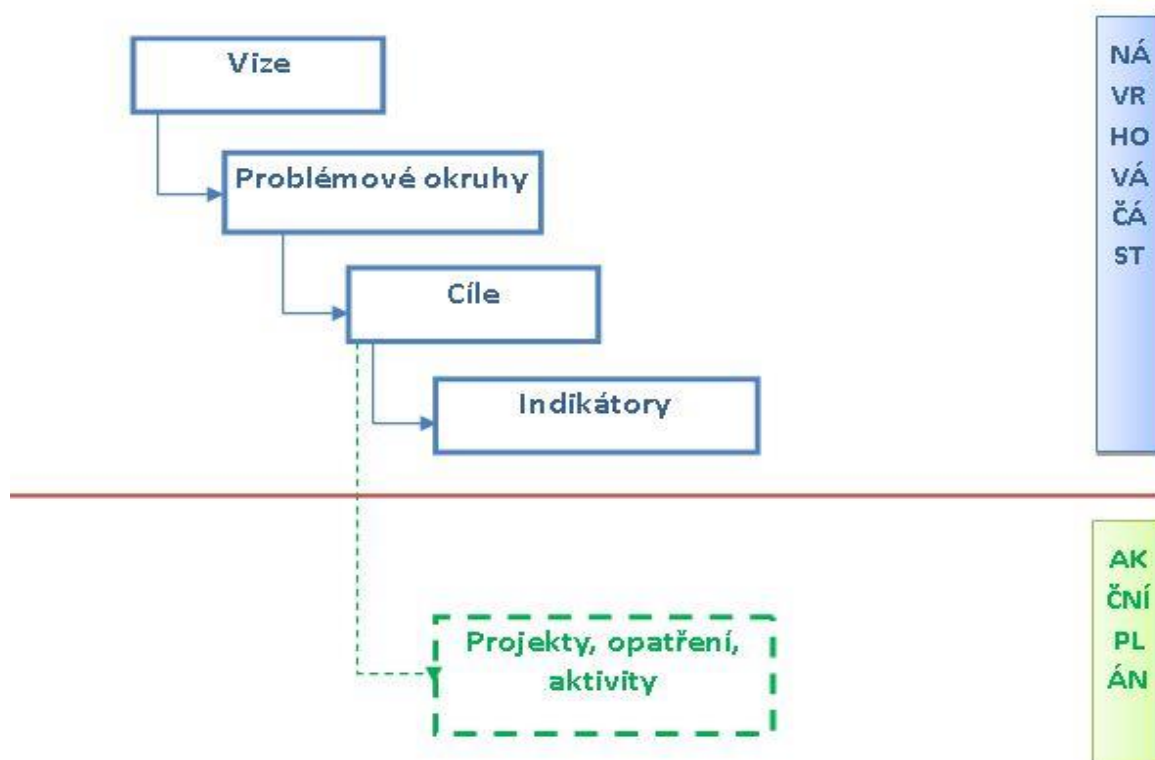 Vize
Problémové okruhy
Cíle
Indikátory
NÁ
VR
HO
VÁ
ČÁ
ST
Projekty, opatření,
aktivity
AK
ČNÍ
PL
ÁN